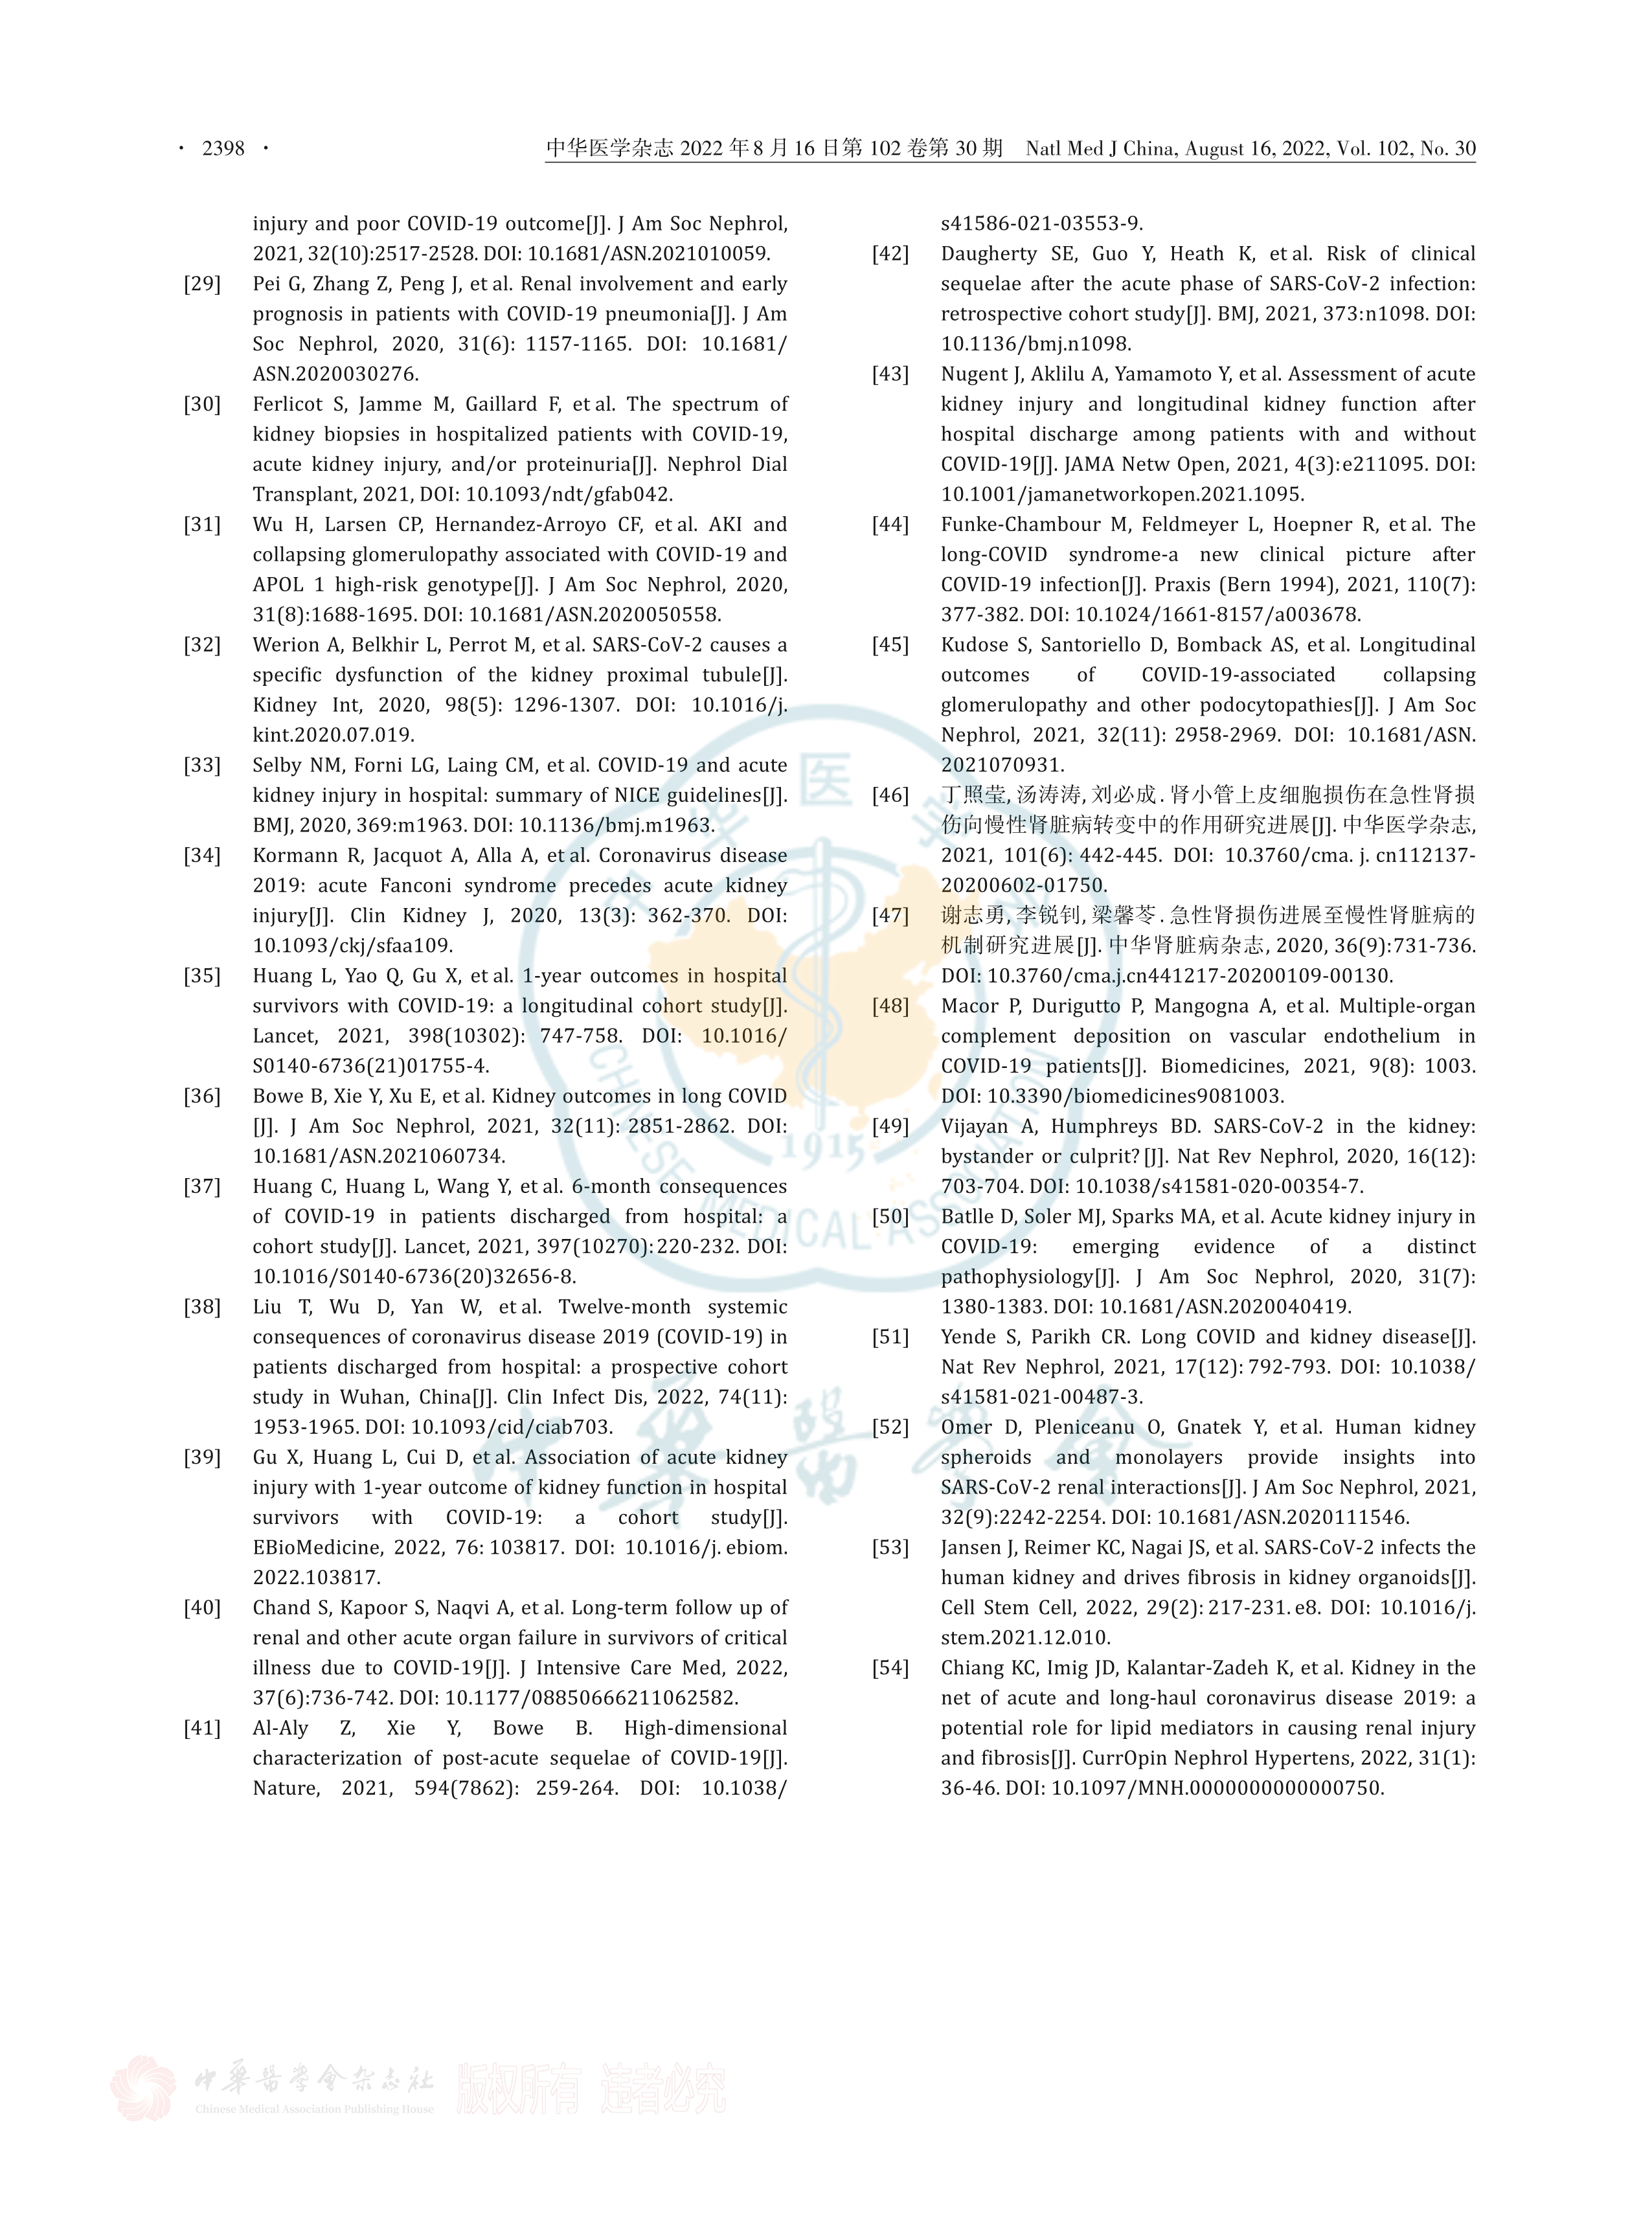 · 2398 ·
中华医学杂志 2022 年 8 月 16 日第 102 卷第 30 期 Natl Med J China, August 16, 2022, Vol. 102, No. 30
injury and poor COVID-19 outcome[J]. J Am Soc Nephrol,
2021, 32(10):2517-2528. DOI: 10.1681/ASN.2021010059.
[29] Pei G, Zhang Z, Peng J, et al. Renal involvement and early
prognosis in patients with COVID-19 pneumonia[J]. J Am
Soc Nephrol, 2020, 31(6): 1157-1165. DOI: 10.1681/
ASN.2020030276.
[30] Ferlicot S, Jamme M, Gaillard F, et al. The spectrum of
kidney biopsies in hospitalized patients with COVID-19,
acute kidney injury, and/or proteinuria[J]. Nephrol Dial
Transplant, 2021, DOI: 10.1093/ndt/gfab042.
[31] Wu H, Larsen CP, Hernandez-Arroyo CF, et al. AKI and
collapsing glomerulopathy associated with COVID-19 and
APOL 1 high-risk genotype[J]. J Am Soc Nephrol, 2020,
31(8):1688-1695. DOI: 10.1681/ASN.2020050558.
[32] Werion A, Belkhir L, Perrot M, et al. SARS-CoV-2 causes a
specific dysfunction of the kidney proximal tubule[J].
Kidney Int, 2020, 98(5): 1296-1307. DOI: 10.1016/j.
kint.2020.07.019.
[33] Selby NM, Forni LG, Laing CM, et al. COVID-19 and acute
kidney injury in hospital: summary of NICE guidelines[J].
BMJ, 2020, 369:m1963. DOI: 10.1136/bmj.m1963.
[34] Kormann R, Jacquot A, Alla A, et al. Coronavirus disease
2019: acute Fanconi syndrome precedes acute kidney
injury[J]. Clin Kidney J, 2020, 13(3): 362-370. DOI:
10.1093/ckj/sfaa109.
[35] Huang L, Yao Q, Gu X, et al. 1-year outcomes in hospital
survivors with COVID-19: a longitudinal cohort study[J].
Lancet, 2021, 398(10302): 747-758. DOI: 10.1016/
S0140-6736(21)01755-4.
[36] Bowe B, Xie Y, Xu E, et al. Kidney outcomes in long COVID
[J]. J Am Soc Nephrol, 2021, 32(11): 2851-2862. DOI:
10.1681/ASN.2021060734.
[37] Huang C, Huang L, Wang Y, et al. 6-month consequences
of COVID-19 in patients discharged from hospital: a
cohort study[J]. Lancet, 2021, 397(10270):220-232. DOI:
10.1016/S0140-6736(20)32656-8.
[38] Liu T, Wu D, Yan W, et al. Twelve-month systemic
consequences of coronavirus disease 2019 (COVID-19) in
patients discharged from hospital: a prospective cohort
study in Wuhan, China[J]. Clin Infect Dis, 2022, 74(11):
1953-1965. DOI: 10.1093/cid/ciab703.
[39] Gu X, Huang L, Cui D, et al. Association of acute kidney
injury with 1-year outcome of kidney function in hospital
survivors with COVID-19: a cohort study[J].
EBioMedicine, 2022, 76: 103817. DOI: 10.1016/j. ebiom.
2022.103817.
[40] Chand S, Kapoor S, Naqvi A, et al. Long-term follow up of
renal and other acute organ failure in survivors of critical
illness due to COVID-19[J]. J Intensive Care Med, 2022,
37(6):736-742. DOI: 10.1177/08850666211062582.
[41] Al-Aly Z, Xie Y, Bowe B. High-dimensional
characterization of post-acute sequelae of COVID-19[J].
Nature, 2021, 594(7862): 259-264. DOI: 10.1038/
s41586-021-03553-9.
[42] Daugherty SE, Guo Y, Heath K, et al. Risk of clinical
sequelae after the acute phase of SARS-CoV-2 infection:
retrospective cohort study[J]. BMJ, 2021, 373:n1098. DOI:
10.1136/bmj.n1098.
[43] Nugent J, Aklilu A, Yamamoto Y, et al. Assessment of acute
kidney injury and longitudinal kidney function after
hospital discharge among patients with and without
COVID-19[J]. JAMA Netw Open, 2021, 4(3):e211095. DOI:
10.1001/jamanetworkopen.2021.1095.
[44] Funke-Chambour M, Feldmeyer L, Hoepner R, et al. The
long-COVID syndrome-a new clinical picture after
COVID-19 infection[J]. Praxis (Bern 1994), 2021, 110(7):
377-382. DOI: 10.1024/1661-8157/a003678.
[45] Kudose S, Santoriello D, Bomback AS, et al. Longitudinal
outcomes of COVID-19-associated collapsing
glomerulopathy and other podocytopathies[J]. J Am Soc
Nephrol, 2021, 32(11): 2958-2969. DOI: 10.1681/ASN.
2021070931.
[46] 丁照莹, 汤涛涛, 刘必成. 肾小管上皮细胞损伤在急性肾损
伤向慢性肾脏病转变中的作用研究进展[J]. 中华医学杂志,
2021, 101(6): 442-445. DOI: 10.3760/cma. j. cn112137-
20200602-01750.
[47] 谢志勇, 李锐钊, 梁馨苓. 急性肾损伤进展至慢性肾脏病的
机制研究进展[J]. 中华肾脏病杂志, 2020, 36(9):731-736.
DOI: 10.3760/cma.j.cn441217-20200109-00130.
[48] Macor P, Durigutto P, Mangogna A, et al. Multiple-organ
complement deposition on vascular endothelium in
COVID-19 patients[J]. Biomedicines, 2021, 9(8): 1003.
DOI: 10.3390/biomedicines9081003.
[49] Vijayan A, Humphreys BD. SARS-CoV-2 in the kidney:
bystander or culprit? [J]. Nat Rev Nephrol, 2020, 16(12):
703-704. DOI: 10.1038/s41581-020-00354-7.
[50] Batlle D, Soler MJ, Sparks MA, et al. Acute kidney injury in
COVID-19: emerging evidence of a distinct
pathophysiology[J]. J Am Soc Nephrol, 2020, 31(7):
1380-1383. DOI: 10.1681/ASN.2020040419.
[51] Yende S, Parikh CR. Long COVID and kidney disease[J].
Nat Rev Nephrol, 2021, 17(12): 792-793. DOI: 10.1038/
s41581-021-00487-3.
[52] Omer D, Pleniceanu O, Gnatek Y, et al. Human kidney
spheroids and monolayers provide insights into
SARS-CoV-2 renal interactions[J]. J Am Soc Nephrol, 2021,
32(9):2242-2254. DOI: 10.1681/ASN.2020111546.
[53] Jansen J, Reimer KC, Nagai JS, et al. SARS-CoV-2 infects the
human kidney and drives fibrosis in kidney organoids[J].
Cell Stem Cell, 2022, 29(2): 217-231. e8. DOI: 10.1016/j.
stem.2021.12.010.
[54] Chiang KC, Imig JD, Kalantar-Zadeh K, et al. Kidney in the
net of acute and long-haul coronavirus disease 2019: a
potential role for lipid mediators in causing renal injury
and fibrosis[J]. CurrOpin Nephrol Hypertens, 2022, 31(1):
36-46. DOI: 10.1097/MNH.0000000000000750.
中华医学会
1915
CHINESE MEDICAL ASSOCIATION
中華醫學會
中華醫學會杂志社
Chinese Medical Association Publishing House
版权所有 违者必究